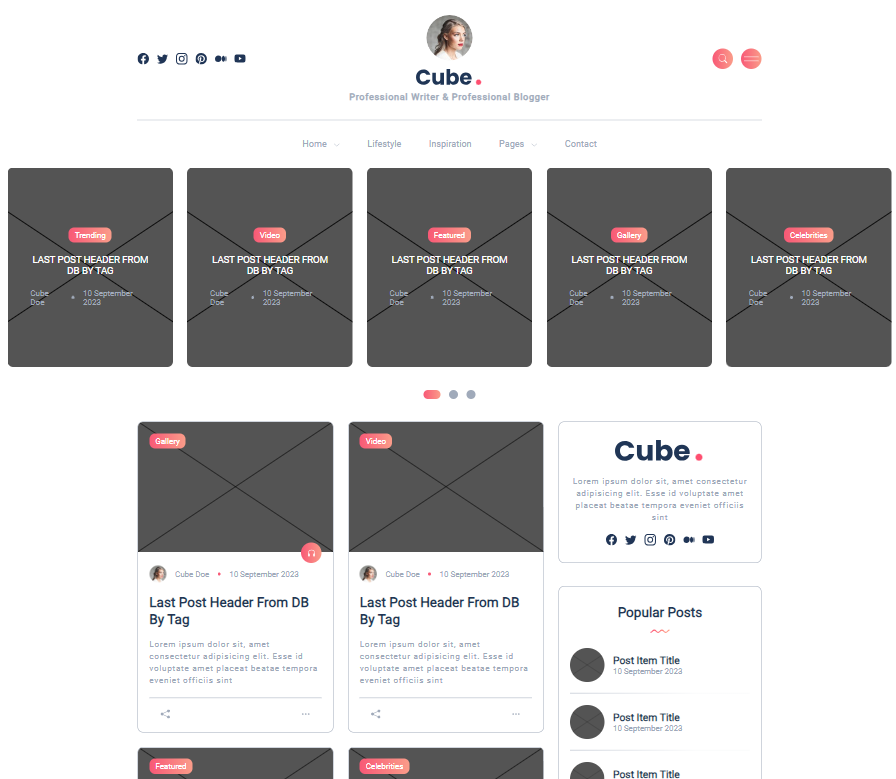 Cube.
Professional Writer & Professional Blogger
Home
Lifestyle
Inspiration
Pages
Contact
Trending
LAST POST HEADER FROM
DB BY TAG
Cube
Doe
10 September
2023
Video
LAST POST HEADER FROM
DB BY TAG
Cube
Doe
10 September
2023
Featured
LAST POST HEADER FROM
DB BY TAG
Cube
Doe
10 September
2023
Gallery
LAST POST HEADER FROM
DB BY TAG
Cube
Doe
10 September
2023
Celebrities
LAST POST HEADER FROM
DB BY TAG
Cube
Doe
10 September
2023
Gallery
Cube Doe • 10 September 2023
Last Post Header From DB
By Tag
Lorem ipsum dolor sit, amet
consectetur adipisicing elit. Esse id
voluptate amet placeat beatae tempora
eveniet officiis sint
Video
Cube Doe • 10 September 2023
Last Post Header From DB
By Tag
Lorem ipsum dolor sit, amet
consectetur adipisicing elit. Esse id
voluptate amet placeat beatae tempora
eveniet officiis sint
Cube.
Lorem ipsum dolor sit, amet consectetur
adipisicing elit. Esse id voluptate amet
placeat beatae tempora eveniet officiis
sint
Popular Posts
Post Item Title
10 September 2023
Post Item Title
10 September 2023
Post Item Title
Featured
Celebrities